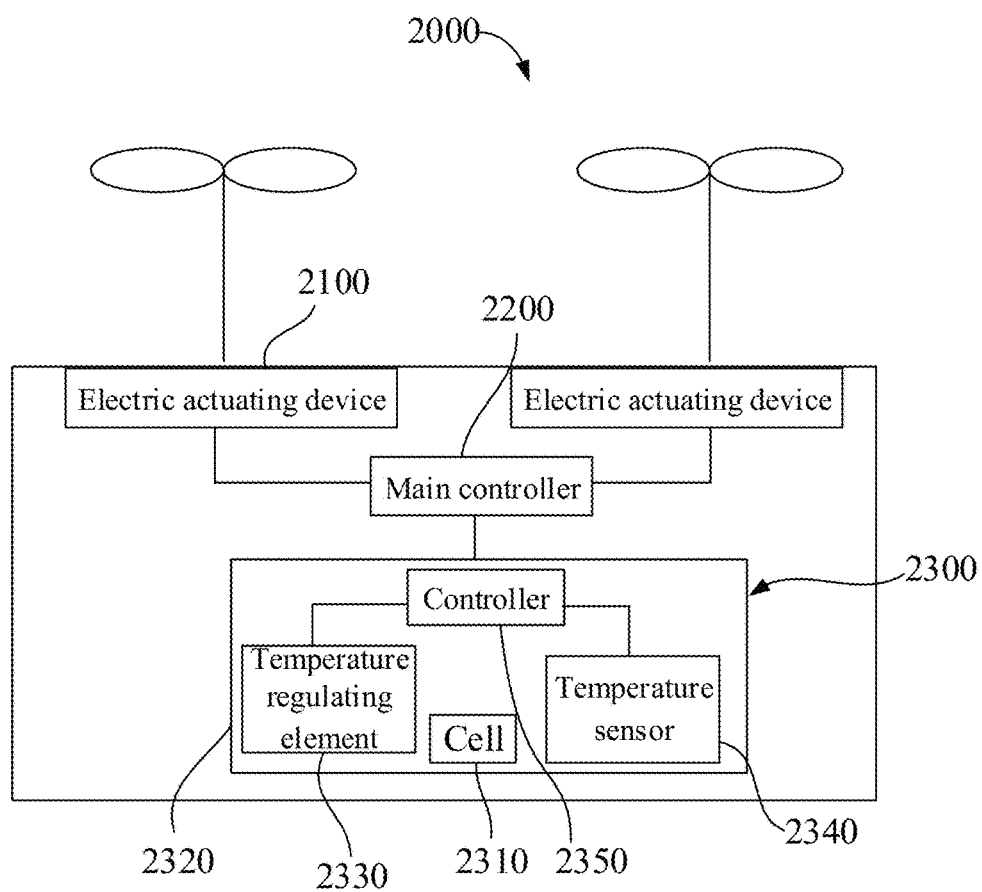 2000
2100
2200
Electric actuating device
Electric actuating device
Main controller
2300
Controller
Temperature
regulating
element
Temperature
sensor
Cell
2340
2320
2330
2310
2350